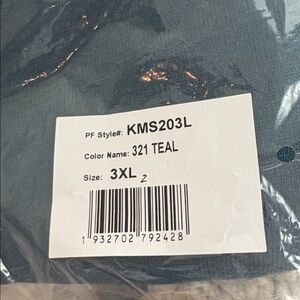 PF Style#: KMS203L
Color Name: 321 TEAL
Size: 3XL 2
1 932702 792428